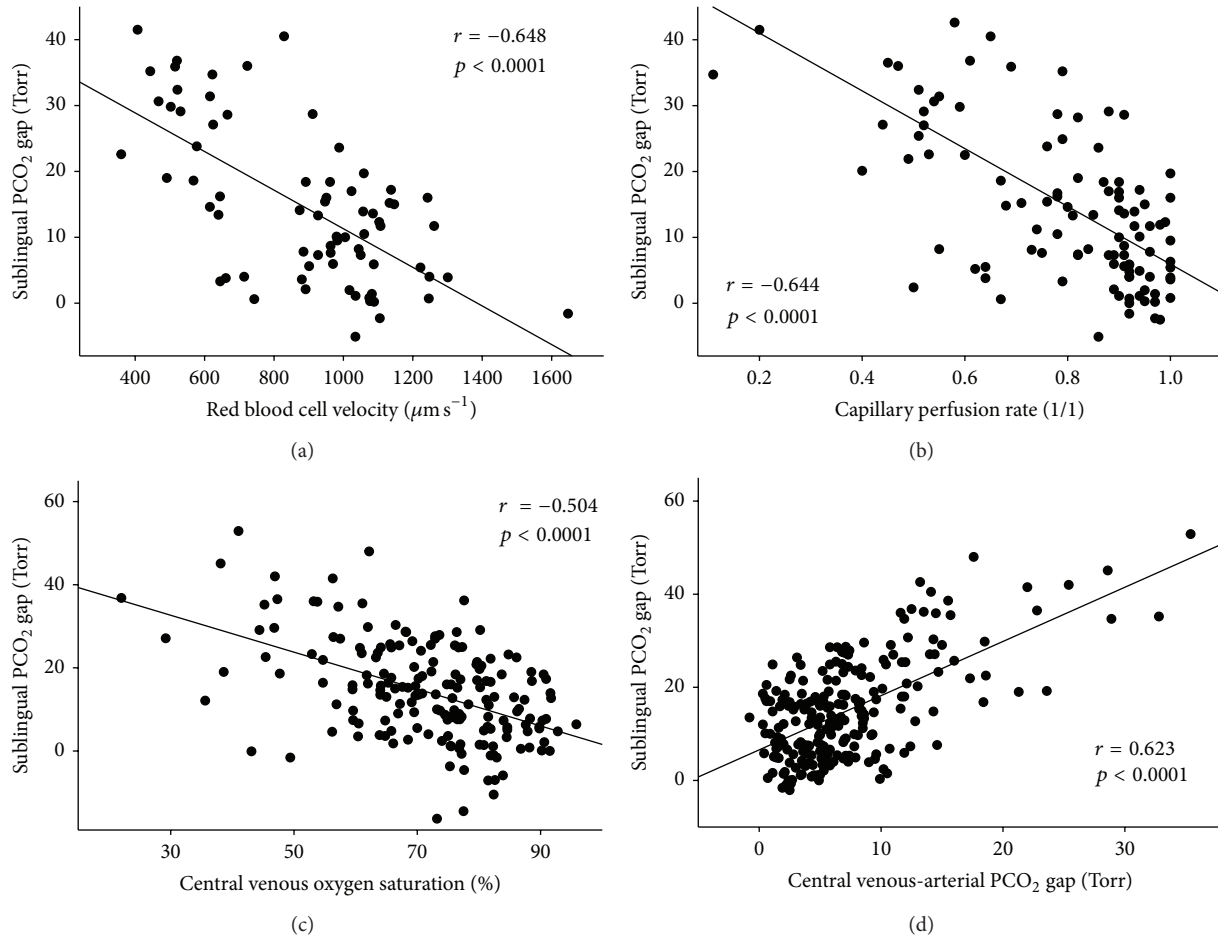 Sublingual PCO₂ gap (Torr)
40
30
20
10
0
r = −0.648
p < 0.0001
400 600 800 1000 1200 1400 1600
Red blood cell velocity (μm s⁻¹)
(a)
Sublingual PCO₂ gap (Torr)
40
30
20
10
0
r = −0.644
p < 0.0001
0.2 0.4 0.6 0.8 1.0
Capillary perfusion rate (1/1)
(b)
Sublingual PCO₂ gap (Torr)
60
40
20
0
r = −0.504
p < 0.0001
30 50 70 90
Central venous oxygen saturation (%)
(c)
Sublingual PCO₂ gap (Torr)
60
40
20
0
r = 0.623
p < 0.0001
0 10 20 30
Central venous-arterial PCO₂ gap (Torr)
(d)